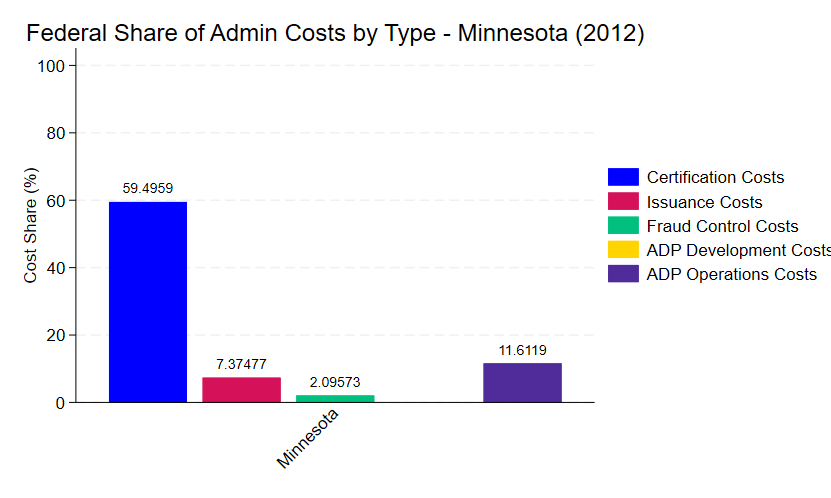 Federal Share of Admin Costs by Type - Minnesota (2012)
100
80
60
40
20
0
Cost Share (%)
59.4959
7.37477
2.09573
11.6119
Minnesota
Certification Costs
Issuance Costs
Fraud Control Costs
ADP Development Costs
ADP Operations Costs